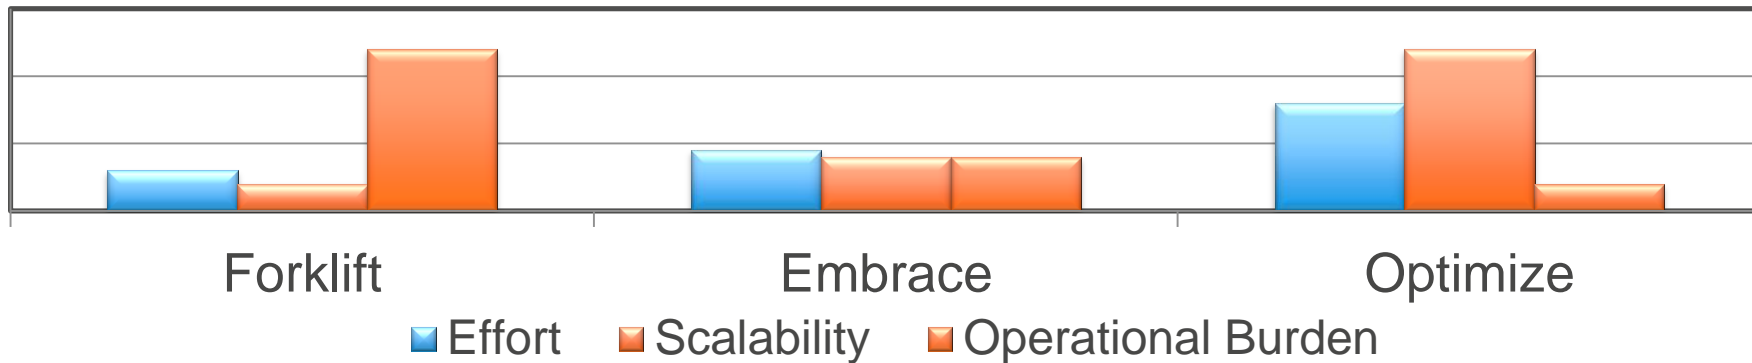 Forklift Embrace Optimize
Effort Scalability Operational Burden